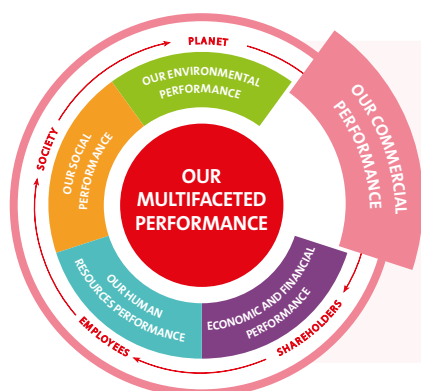 PLANET
OUR ENVIRONMENTAL
PERFORMANCE
OUR COMMERCIAL
PERFORMANCE
SOCIETY
OUR SOCIAL
PERFORMANCE
OUR
MULTIFACETED
PERFORMANCE
OUR HUMAN
RESOURCES PERFORMANCE
ECONOMIC AND FINANCIAL
PERFORMANCE
EMPLOYEES
SHAREHOLDERS